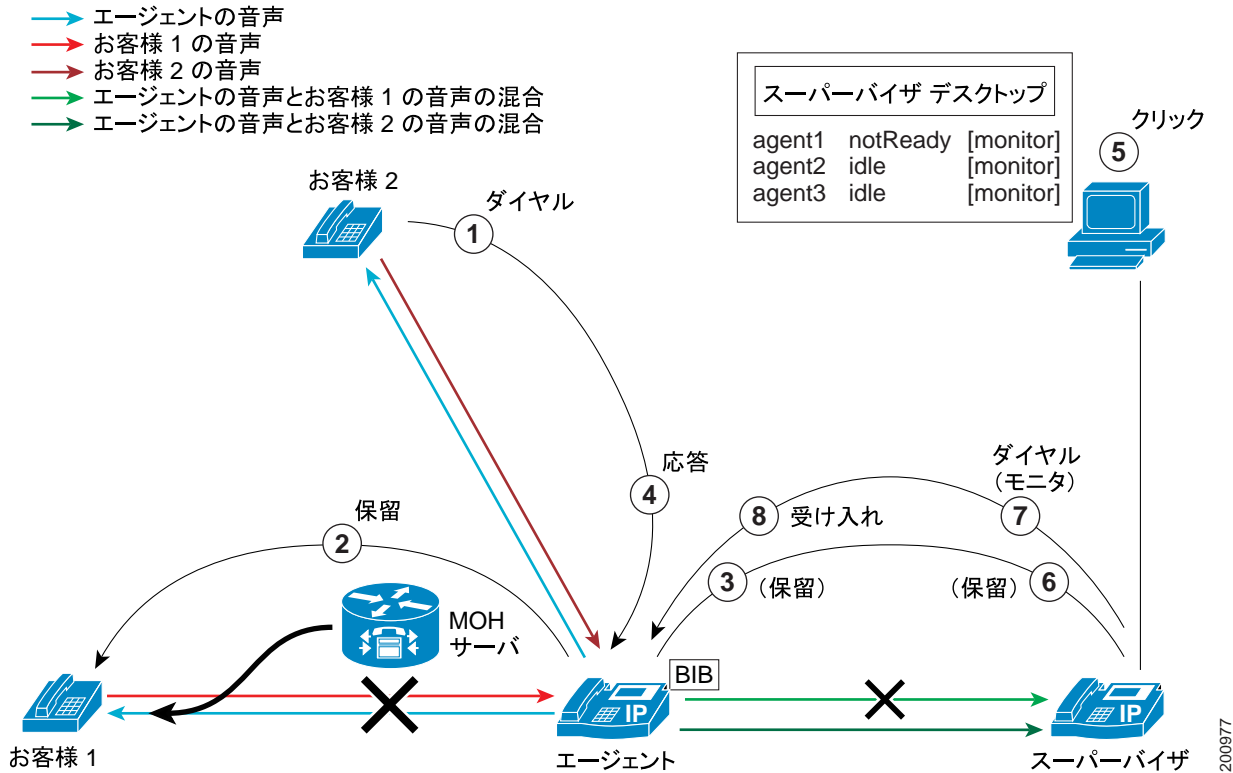 エージェントの音声
お客様 1 の音声
お客様 2 の音声
エージェントの音声とお客様 1 の音声の混合
エージェントの音声とお客様 2 の音声の混合
スーパーバイザ デスクトップ
agent1 notReady [monitor]
agent2 idle [monitor]
agent3 idle [monitor]
クリック
5
お客様 2
ダイヤル
1
応答
4
ダイヤル
(モニタ)
7
8 受け入れ
保留
2
3 (保留)
(保留) 6
MOH
サーバ
BIB
IP
IP
お客様 1
エージェント
スーパーバイザ
200977